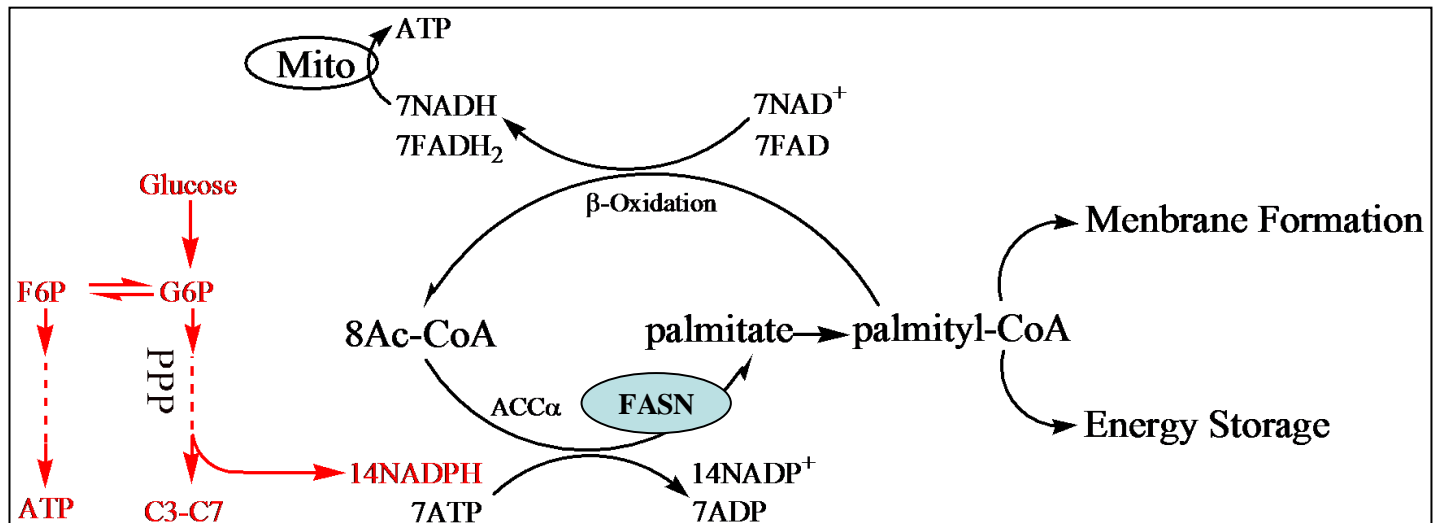 ATP
Mito
7NADH
7NAD⁺
7FADH₂
7FAD
Glucose
β-Oxidation
Menbrane Formation
F6P
G6P
8Ac-CoA
palmitate
palmityl-CoA
PPP
ACCα
FASN
Energy Storage
14NADPH
14NADP⁺
ATP
C3-C7
7ATP
7ADP